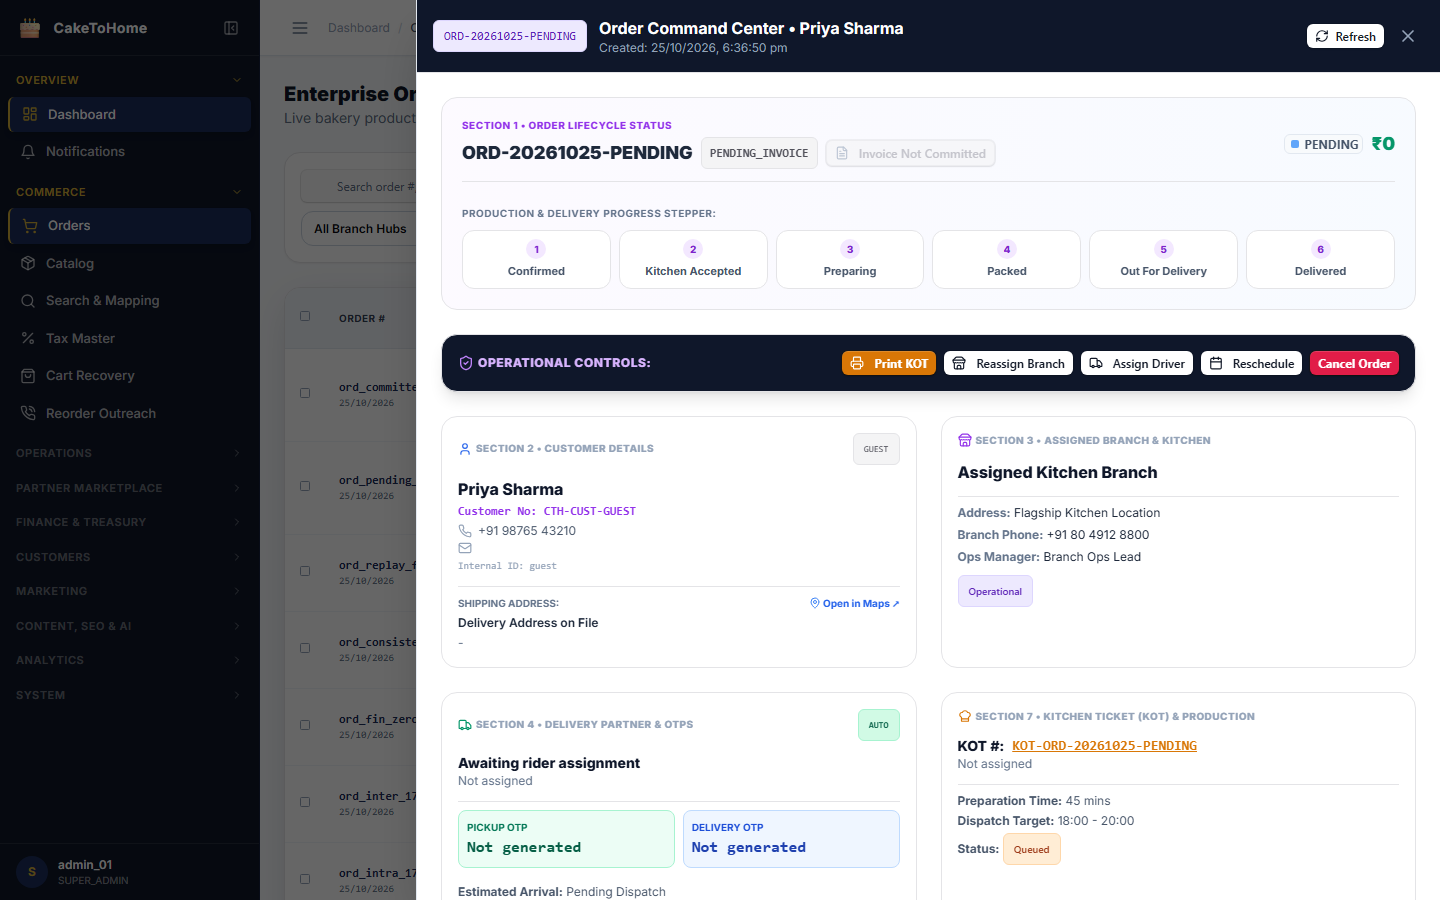 CakeToHome
OVERVIEW
Dashboard
Notifications
COMMERCE
Orders
Catalog
Search & Mapping
Tax Master
Cart Recovery
Reorder Outreach
OPERATIONS
PARTNER MARKETPLACE
FINANCE & TREASURY
CUSTOMERS
MARKETING
CONTENT, SEO & AI
ANALYTICS
SYSTEM
S
admin_01
SUPER_ADMIN
Dashboard /
Enterprise Or
Live bakery product
Search order #
All Branch Hubs
ORDER #
ord_committe
25/10/2026
ord_pending_
25/10/2026
ord_replay_f
25/10/2026
ord_consiste
25/10/2026
ord_fin_zero
25/10/2026
ord_inter_17
25/10/2026
ord_intra_17
25/10/2026
ORD-20261025-PENDING
Order Command Center • Priya Sharma
Created: 25/10/2026, 6:36:50 pm
Refresh
SECTION 1 • ORDER LIFECYCLE STATUS
ORD-20261025-PENDING
PENDING_INVOICE
Invoice Not Committed
PENDING
₹0
PRODUCTION & DELIVERY PROGRESS STEPPER:
1
Confirmed
2
Kitchen Accepted
3
Preparing
4
Packed
5
Out For Delivery
6
Delivered
OPERATIONAL CONTROLS:
Print KOT
Reassign Branch
Assign Driver
Reschedule
Cancel Order
SECTION 2 • CUSTOMER DETAILS
GUEST
Priya Sharma
Customer No: CTH-CUST-GUEST
+91 98765 43210
Internal ID: guest
SHIPPING ADDRESS:
Open in Maps ↗
Delivery Address on File
-
SECTION 3 • ASSIGNED BRANCH & KITCHEN
Assigned Kitchen Branch
Address: Flagship Kitchen Location
Branch Phone: +91 80 4912 8800
Ops Manager: Branch Ops Lead
Operational
SECTION 4 • DELIVERY PARTNER & OTPS
AUTO
Awaiting rider assignment
Not assigned
PICKUP OTP
Not generated
DELIVERY OTP
Not generated
Estimated Arrival: Pending Dispatch
SECTION 7 • KITCHEN TICKET (KOT) & PRODUCTION
KOT #: KOT-ORD-20261025-PENDING
Not assigned
Preparation Time: 45 mins
Dispatch Target: 18:00 - 20:00
Status: Queued